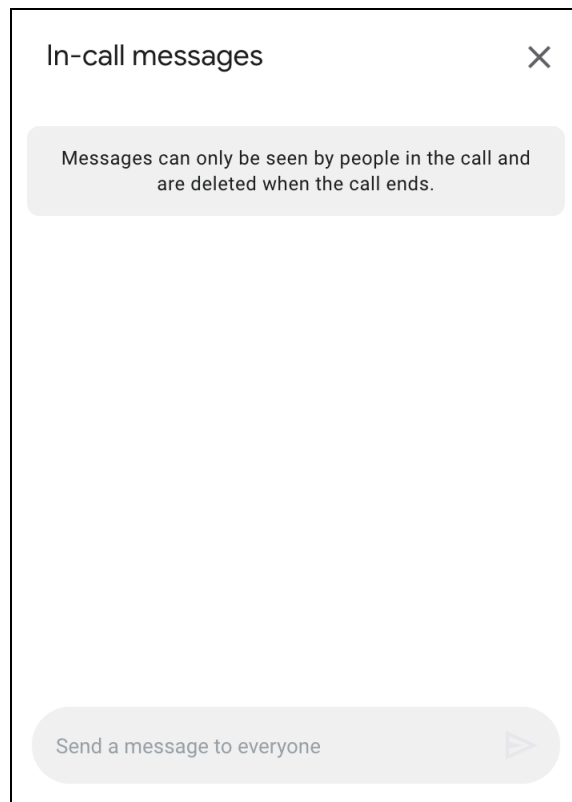 In-call messages
Messages can only be seen by people in the call and
are deleted when the call ends.
Send a message to everyone